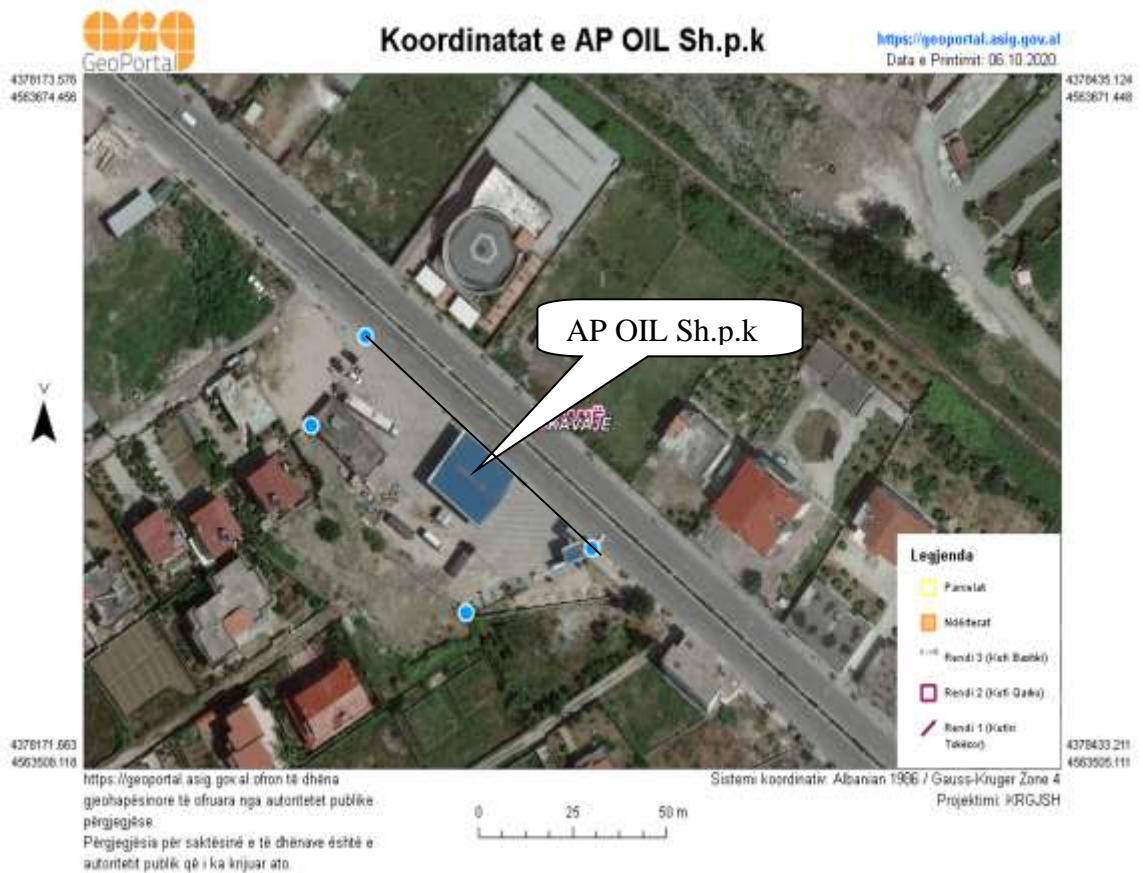 asig
GeoPortal
Koordinatat e AP OIL Sh.p.k
https://geoportal.asig.gov.al
Data e Printimit: 06.10.2020
4378173.576
4563674.456
4378435.124
4563671.448
AP OIL Sh.p.k
Legjenda
Parcelat
Ndërtesat
Rendi 3 (Kufi Bashki)
Rendi 2 (Kufi Qarku)
Rendi 1 (Kufiri
Tokësor)
4378171.663
4563508.118
4378433.211
4563505.111
https://geoportal.asig.gov.al ofron të dhëna
gjeohapësinore të ofruara nga autoritetet publike
përgjegjëse.
Përgjegjësia për saktësinë e të dhënave është e
autoritetit publik që i ka krijuar ato.
0 25 50 m
Sistemi koordinativ: Albanian 1986 / Gauss-Kruger Zone 4
Projektimi: KRGJSH